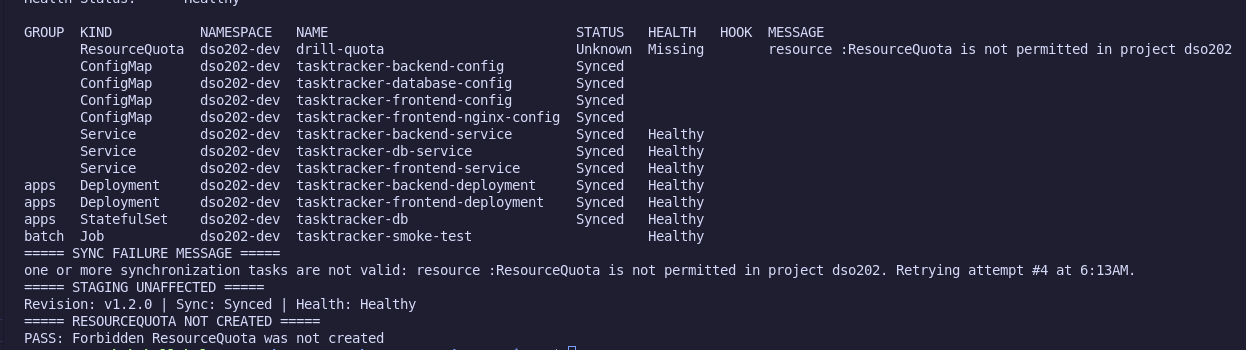 Health Status: Healthy
GROUP  KIND           NAMESPACE   NAME                               STATUS   HEALTH   HOOK  MESSAGE
       ResourceQuota  dso202-dev  drill-quota                        Unknown  Missing        resource :ResourceQuota is not permitted in project dso202
       ConfigMap      dso202-dev  tasktracker-backend-config         Synced
       ConfigMap      dso202-dev  tasktracker-database-config        Synced
       ConfigMap      dso202-dev  tasktracker-frontend-config        Synced
       ConfigMap      dso202-dev  tasktracker-frontend-nginx-config  Synced
       Service        dso202-dev  tasktracker-backend-service        Synced   Healthy
       Service        dso202-dev  tasktracker-db-service             Synced   Healthy
       Service        dso202-dev  tasktracker-frontend-service       Synced   Healthy
apps   Deployment     dso202-dev  tasktracker-backend-deployment     Synced   Healthy
apps   Deployment     dso202-dev  tasktracker-frontend-deployment    Synced   Healthy
apps   StatefulSet    dso202-dev  tasktracker-db                     Synced   Healthy
batch  Job            dso202-dev  tasktracker-smoke-test                      Healthy
===== SYNC FAILURE MESSAGE =====
one or more synchronization tasks are not valid: resource :ResourceQuota is not permitted in project dso202. Retrying attempt #4 at 6:13AM.
===== STAGING UNAFFECTED =====
Revision: v1.2.0 | Sync: Synced | Health: Healthy
===== RESOURCEQUOTA NOT CREATED =====
PASS: Forbidden ResourceQuota was not created